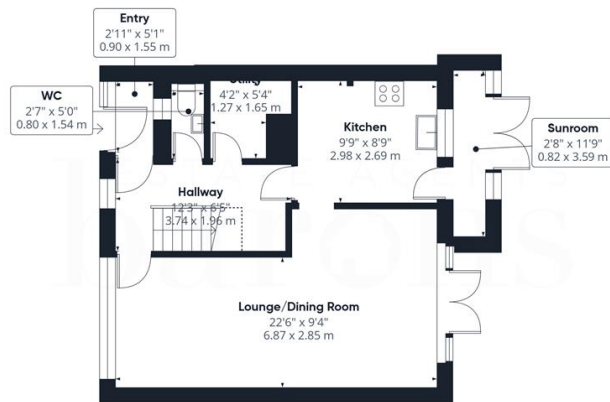 Entry
2'11" x 5'1"
0.90 x 1.55 m
WC
2'7" x 5'0"
0.80 x 1.54 m
Utility
4'2" x 5'4"
1.27 x 1.65 m
Kitchen
9'9" x 8'9"
2.98 x 2.69 m
Sunroom
2'8" x 11'9"
0.82 x 3.59 m
Hallway
12'3" x 6'5"
3.74 x 1.96 m
Lounge/Dining Room
22'6" x 9'4"
6.87 x 2.85 m